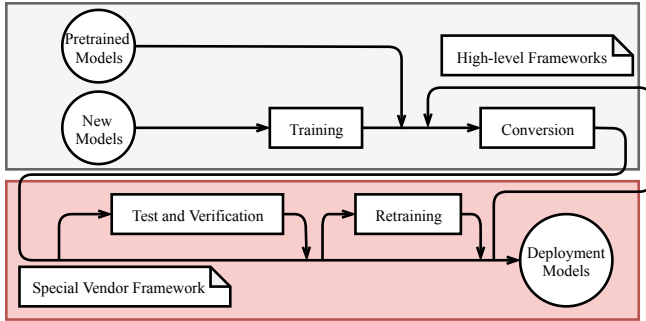 Pretrained
Models
High-level Frameworks
New
Models
Training
Conversion
Test and Verification
Retraining
Deployment
Models
Special Vendor Framework